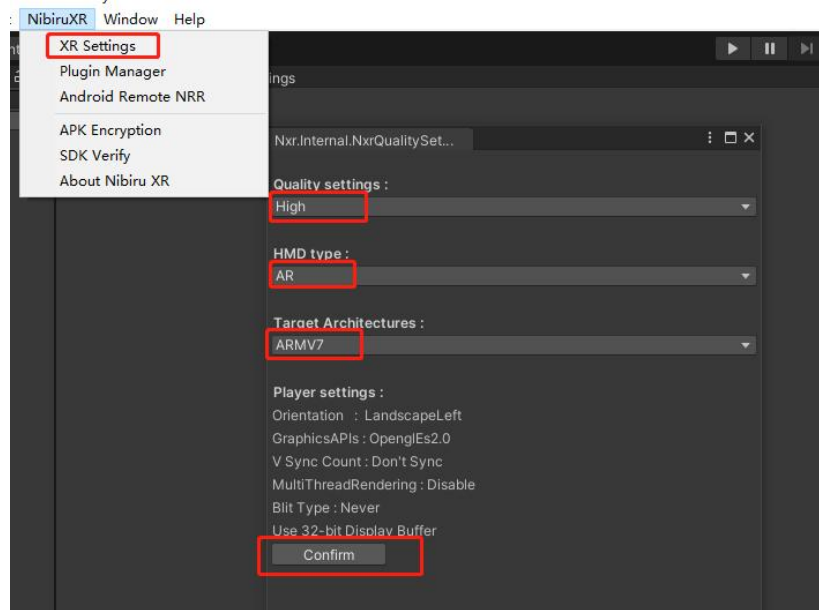 NibiruXR Window Help
XR Settings
Plugin Manager
ings
Android Remote NRR
APK Encryption
Nxr.Internal.NxrQualitySet...
SDK Verify
About Nibiru XR
Quality settings :
High
HMD type :
AR
Target Architectures :
ARMV7
Player settings :
Orientation : LandscapeLeft
GraphicsAPIs : OpenglEs2.0
V Sync Count : Don't Sync
MultiThreadRendering : Disable
Blit Type : Never
Use 32-bit Display Buffer
Confirm